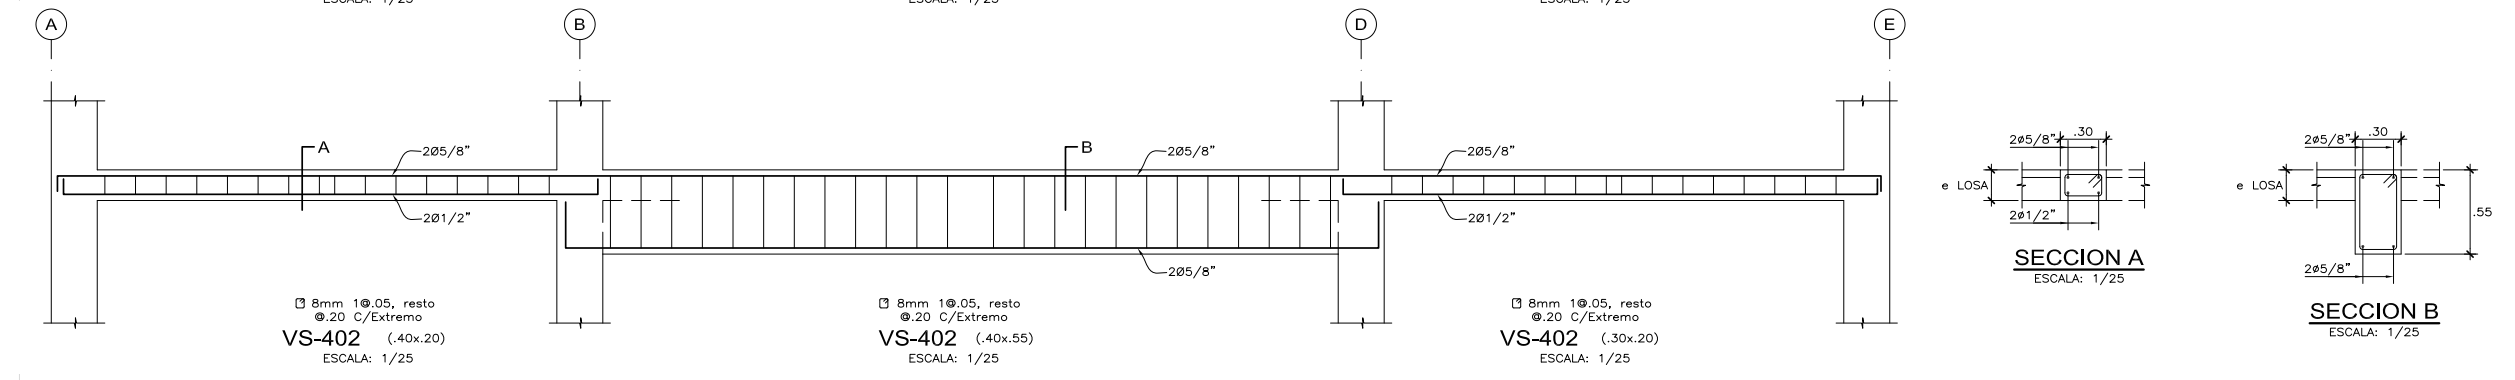 ESCALA: 1/25
ESCALA: 1/25
ESCALA: 1/25
A
B
D
E
A
2Ø5/8"
B
2Ø5/8"
2Ø5/8"
2Ø1/2"
2Ø1/2"
2Ø5/8"
8mm 1@.05, resto
@.20 C/Extremo
VS-402 (.40x.20)
ESCALA: 1/25
8mm 1@.05, resto
@.20 C/Extremo
VS-402 (.40x.55)
ESCALA: 1/25
8mm 1@.05, resto
@.20 C/Extremo
VS-402 (.30x.20)
ESCALA: 1/25
2ø5/8"
.30
e LOSA
2ø1/2"
SECCION A
ESCALA: 1/25
2ø5/8"
.30
e LOSA
.55
2ø5/8"
SECCION B
ESCALA: 1/25